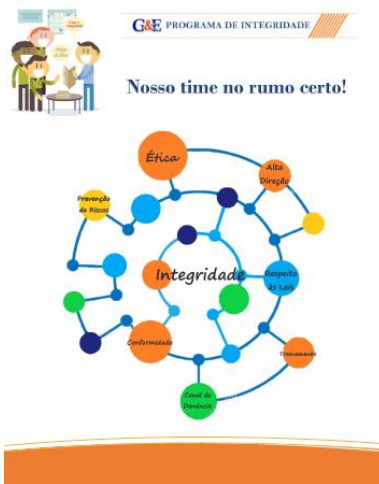 G&E PROGRAMA DE INTEGRIDADE
Nosso time no rumo certo!
Ética
Alta
Direção
Prevenção
de Riscos
Integridade
Respeito
às Leis
Conformidade
Treinamento
Canal de
Denúncia